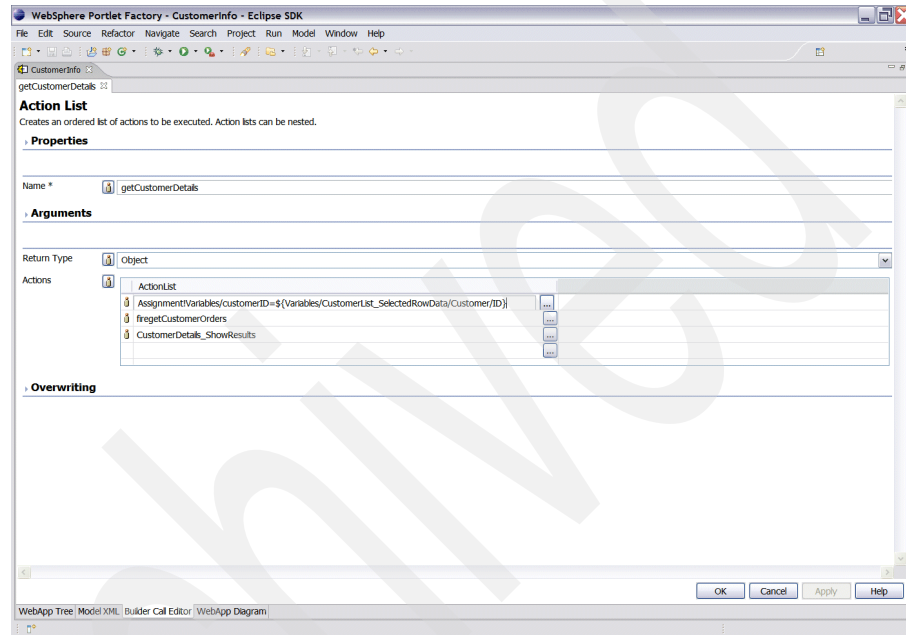 WebSphere Portlet Factory - CustomerInfo - Eclipse SDK
File Edit Source Refactor Navigate Search Project Run Model Window Help
CustomerInfo
getCustomerDetails
Action List
Creates an ordered list of actions to be executed. Action lists can be nested.
Properties
Name * getCustomerDetails
Arguments
Return Type Object
Actions ActionList
Assignment!Variables/customerID=${Variables/CustomerList_SelectedRowData/Customer/ID}
...
firegetCustomerOrders ...
CustomerDetails_ShowResults ...
...
Overwriting
OK Cancel Apply Help
WebApp Tree Model XML Builder Call Editor WebApp Diagram